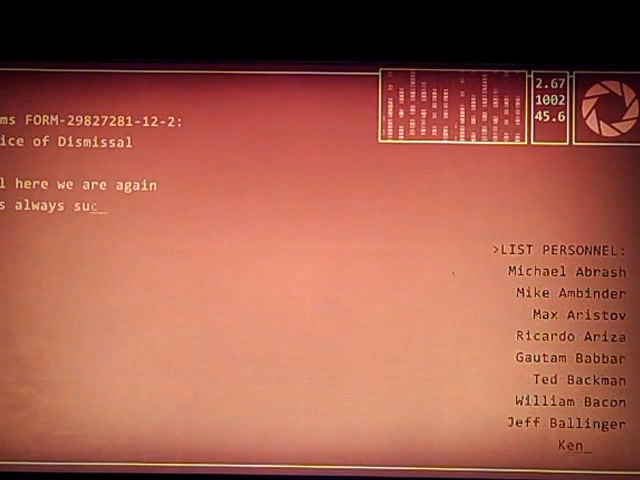 ms FORM-29827281-12-2:
ice of Dismissal
l here we are again
s always suc_
2.67
1002
45.6
>LIST PERSONNEL:
Michael Abrash
Mike Ambinder
Max Aristov
Ricardo Ariza
Gautam Babbar
Ted Backman
William Bacon
Jeff Ballinger
Ken_